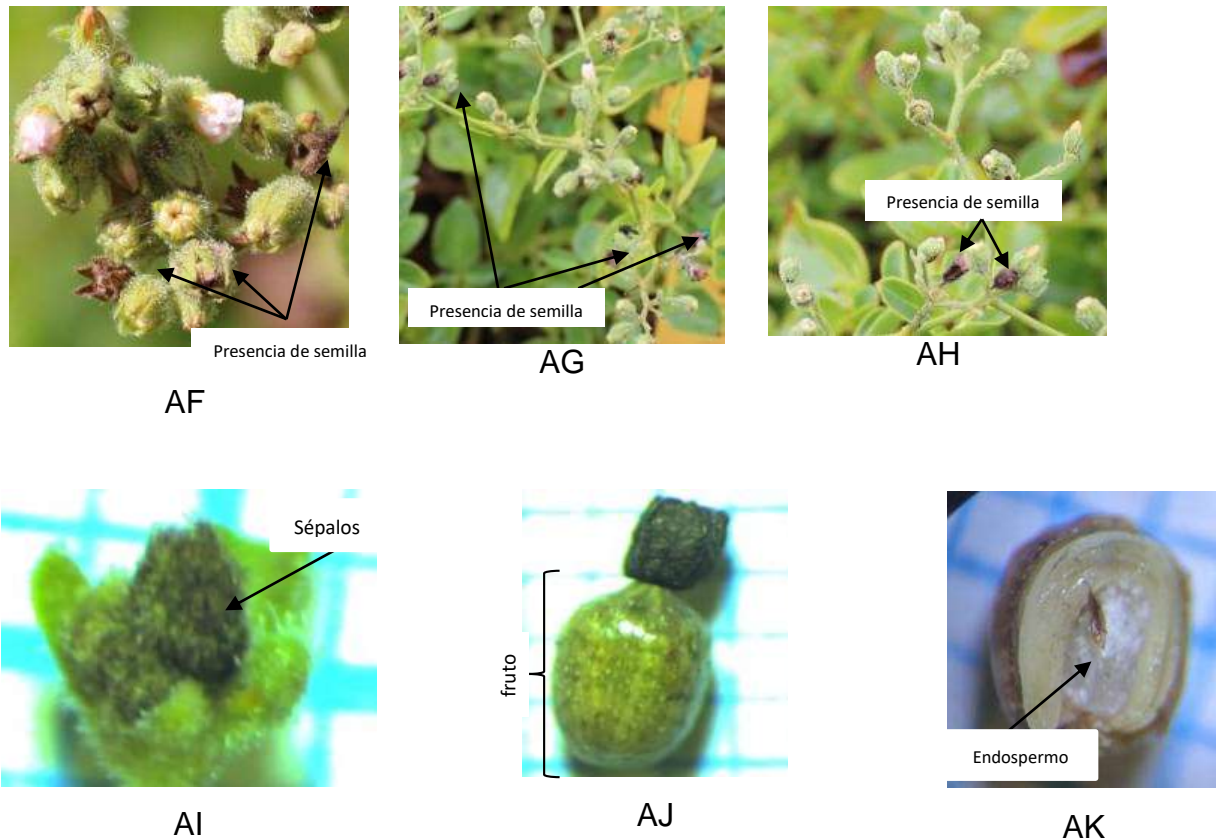 Presencia de semilla
AF
Presencia de semilla
AG
Presencia de semilla
AH
Sépalos
AI
fruto
AJ
Endospermo
AK